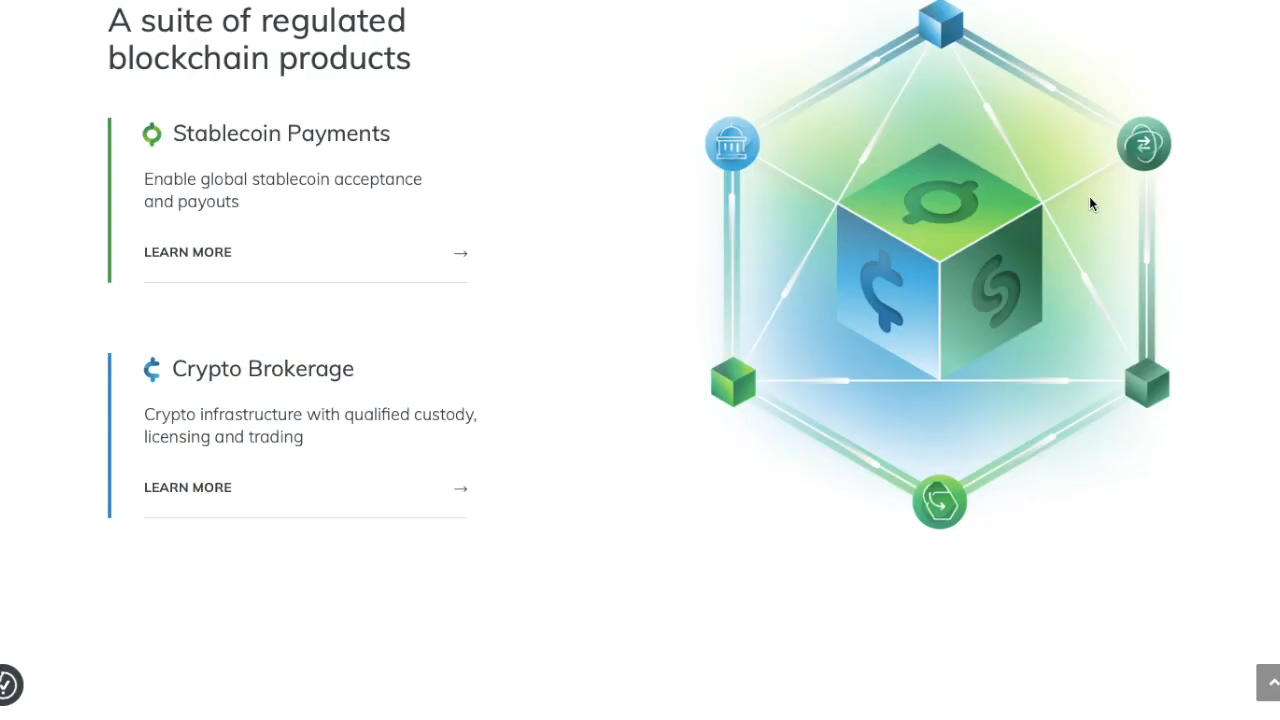 A suite of regulated
blockchain products
Stablecoin Payments
Enable global stablecoin acceptance
and payouts
LEARN MORE →
Crypto Brokerage
Crypto infrastructure with qualified custody,
licensing and trading
LEARN MORE →